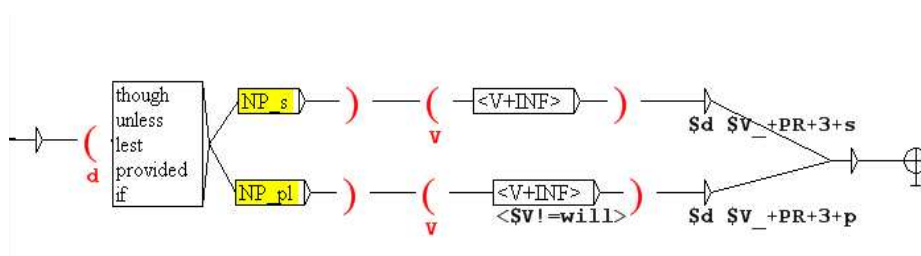 though
unless
lest
provided
if
d
NP_s
V
<V+INF>
$d $V_+PR+3+s
NP_pl
V
<V+INF>
<$V!=will>
$d $V_+PR+3+p